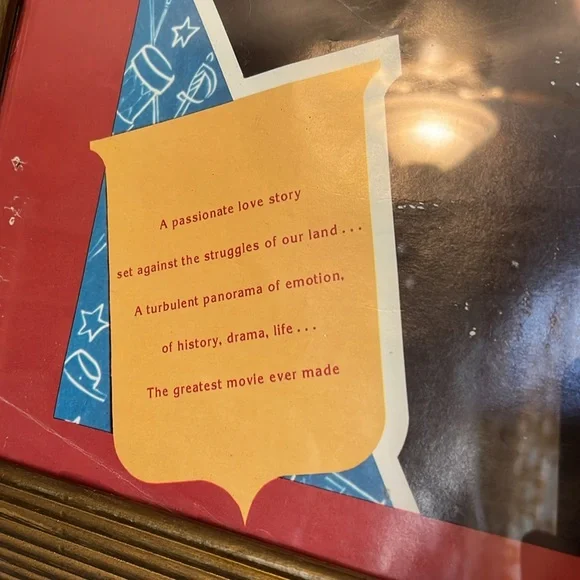 A passionate love story
set against the struggles of our land...
A turbulent panorama of emotion,
of history, drama, life...
The greatest movie ever made